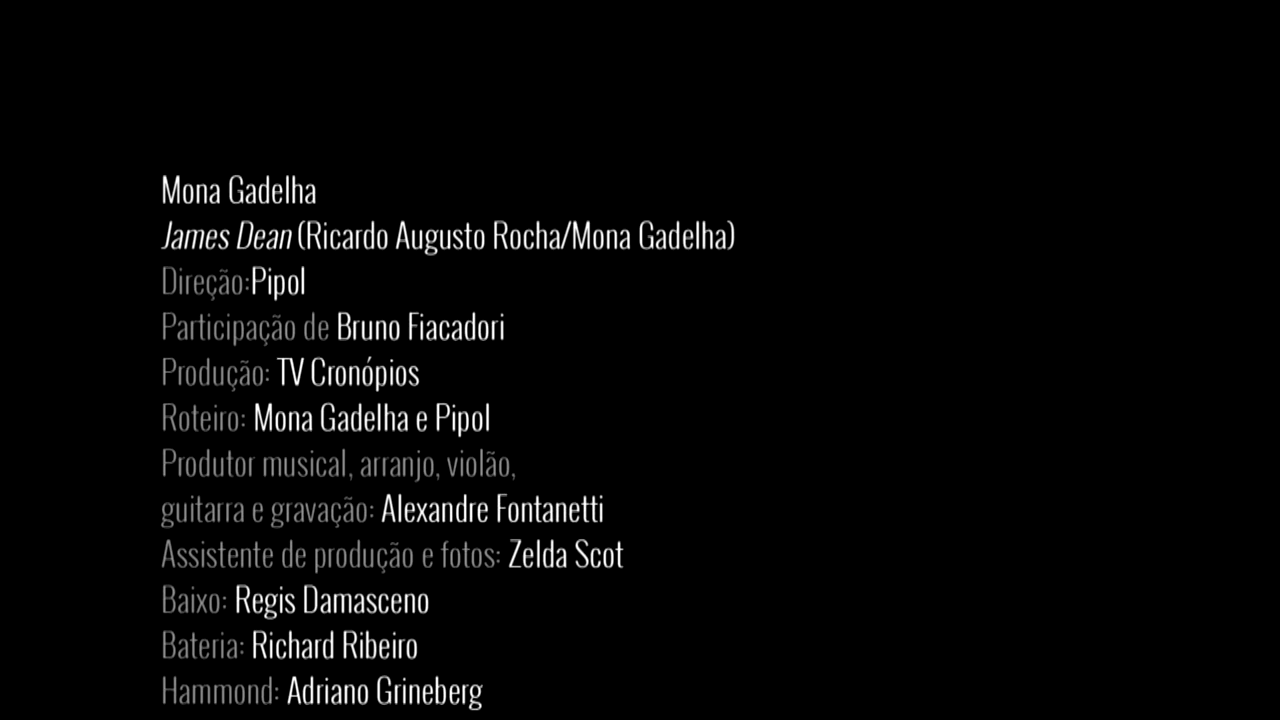 Mona Gadelha
James Dean (Ricardo Augusto Rocha/Mona Gadelha)
Direção:Pipol
Participação de Bruno Fiacadori
Produção: TV Cronópios
Roteiro: Mona Gadelha e Pipol
Produtor musical, arranjo, violão,
guitarra e gravação: Alexandre Fontanetti
Assistente de produção e fotos: Zelda Scot
Baixo: Regis Damasceno
Bateria: Richard Ribeiro
Hammond: Adriano Grineberg